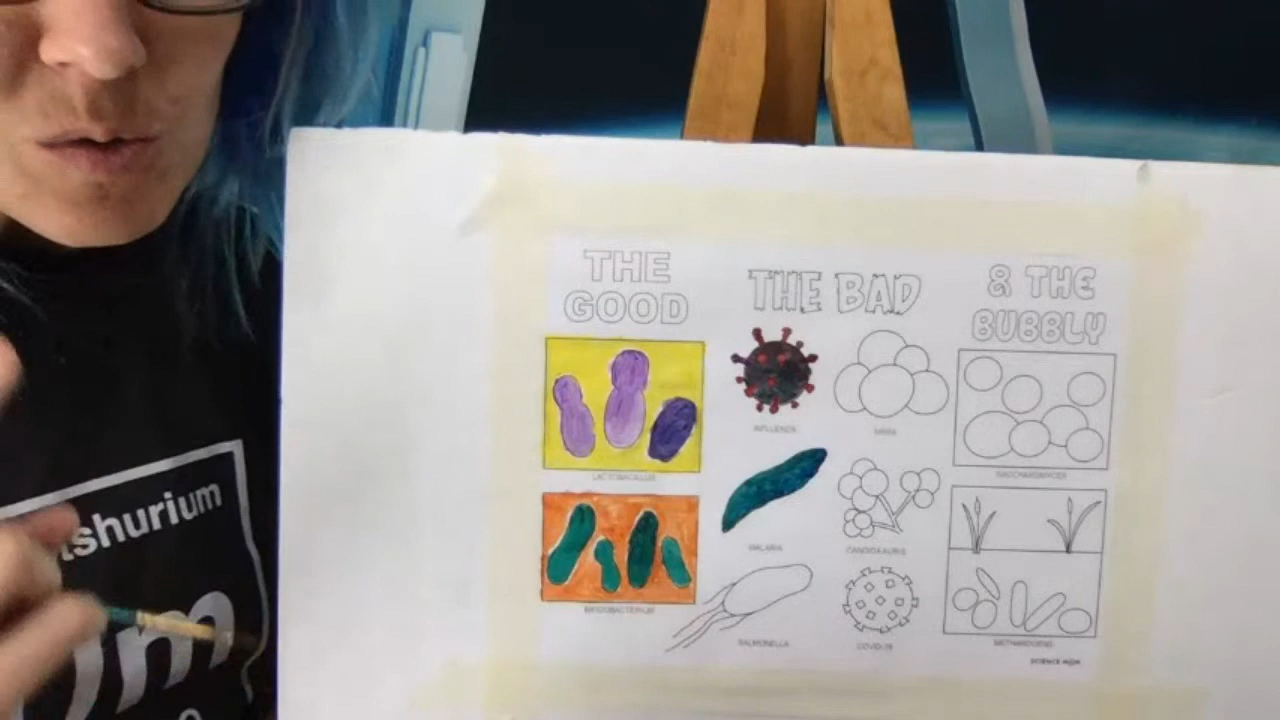 THE
GOOD
LACTOBACILLUS
BIFIDOBACTERIUM
THE BAD
INFLUENZA
MRSA
MALARIA
CANDIDA AURIS
SALMONELLA
COVID-19
& THE
BUBBLY
SACCHAROMYCES
METHANOGENS
SCIENCE MOM
shurium
m